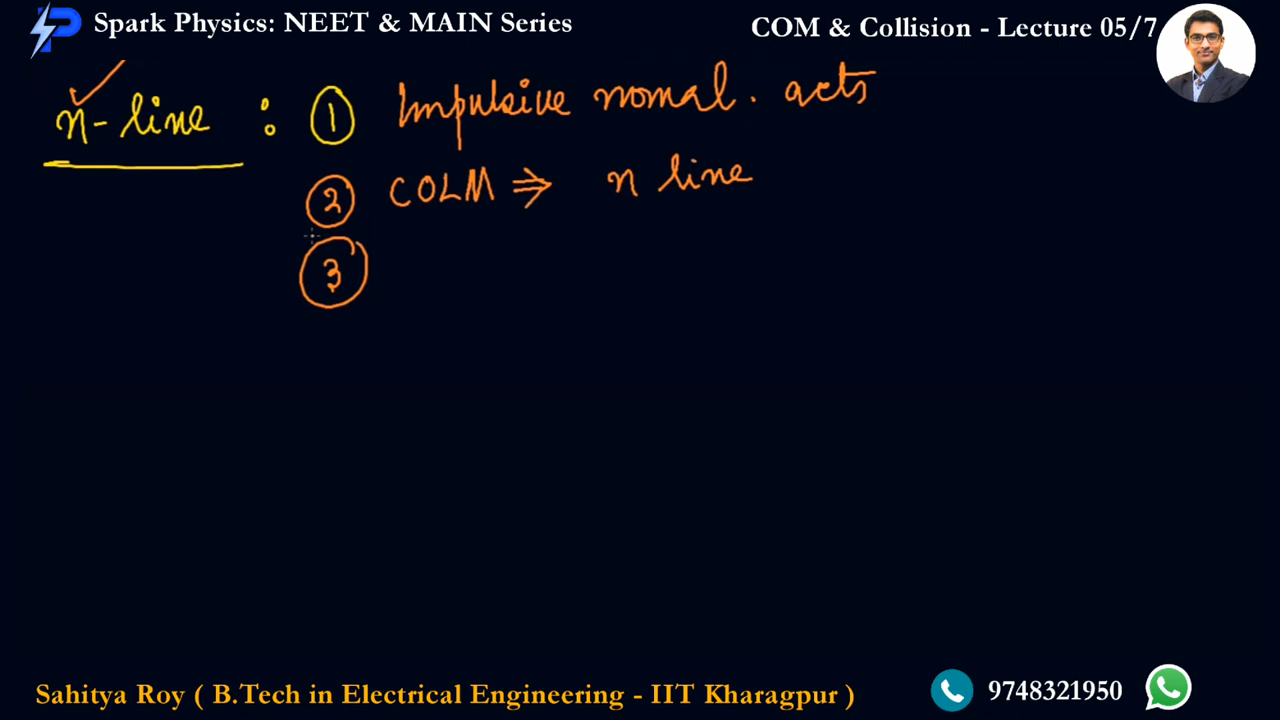 Spark Physics: NEET & MAIN Series
COM & Collision - Lecture 05/7
n-line : ① Impulsive nomal. acts
② COLM ⇒ n line
③
Sahitya Roy ( B.Tech in Electrical Engineering - IIT Kharagpur )
9748321950